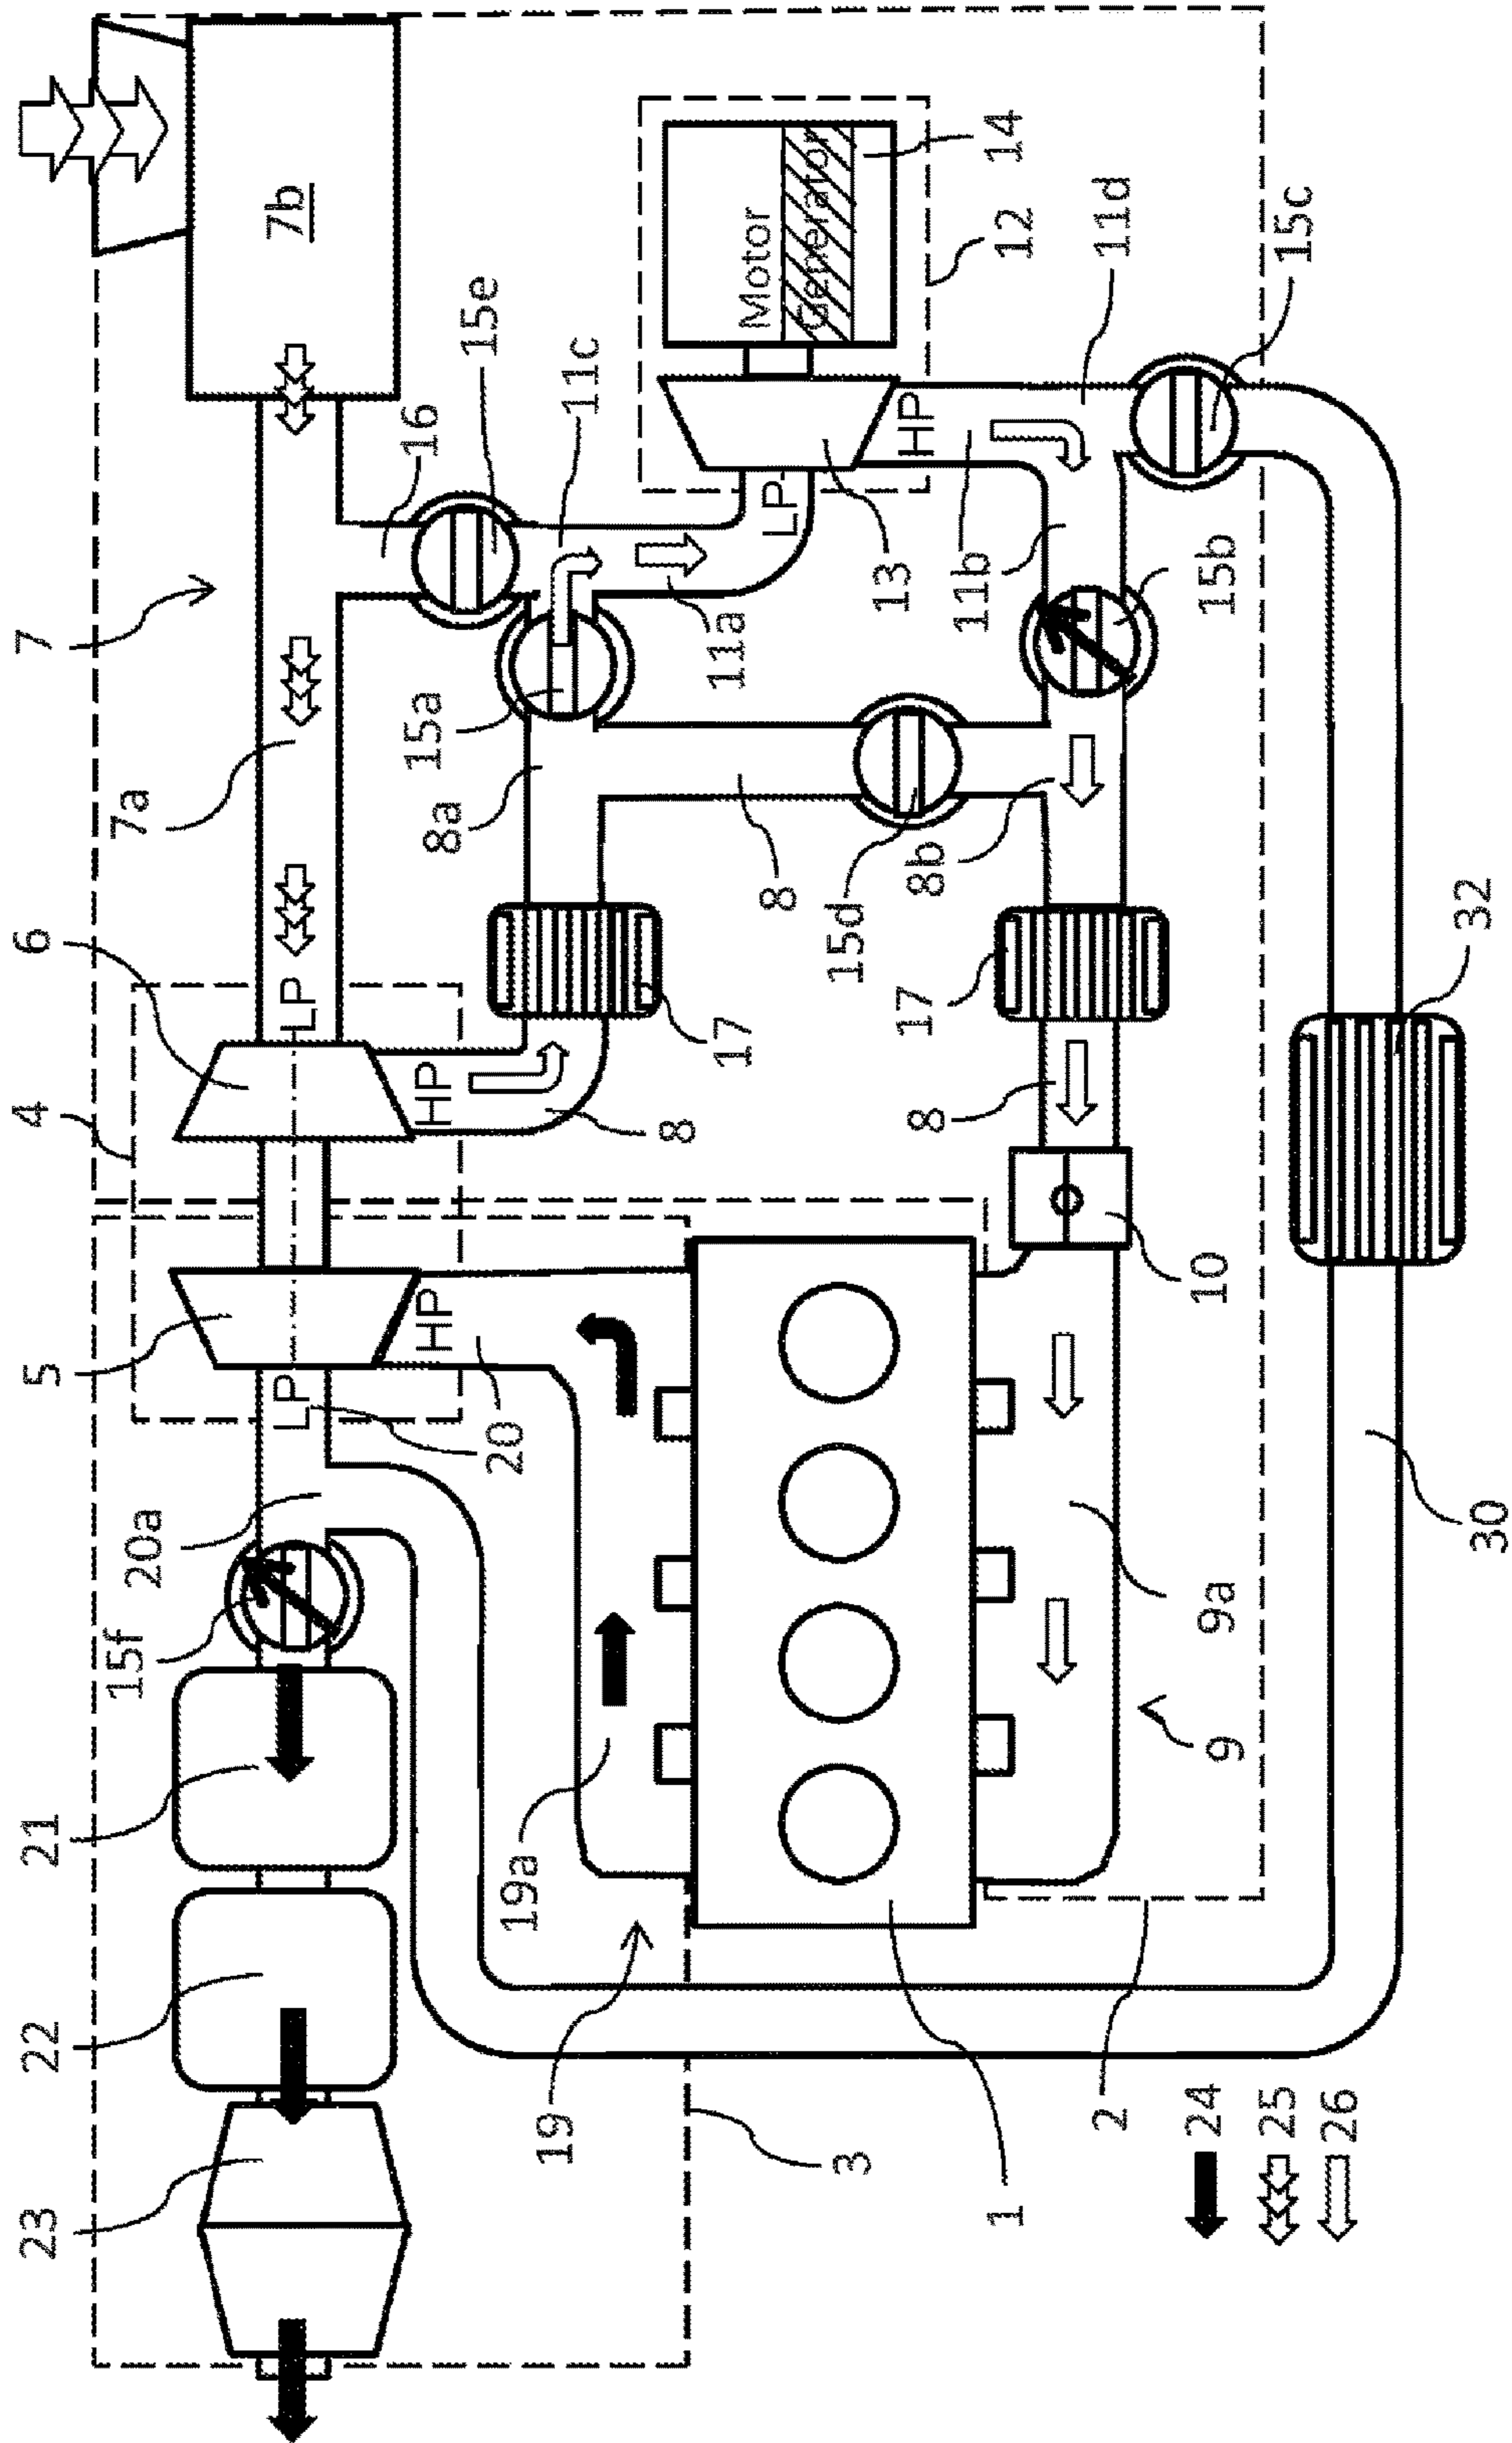 23
22
21
5
4
6
7
15f
20a
7a
LP
LP
7b
HP
HP
8a
15a
16
15e
19a
20
19
11c
8
17
11a
8
LP
Motor
Generator
3
15d
13
HP
8
17
8b
11b
12
14
1
2
11d
24
9
9a
10
15b
15c
25
26
32
30